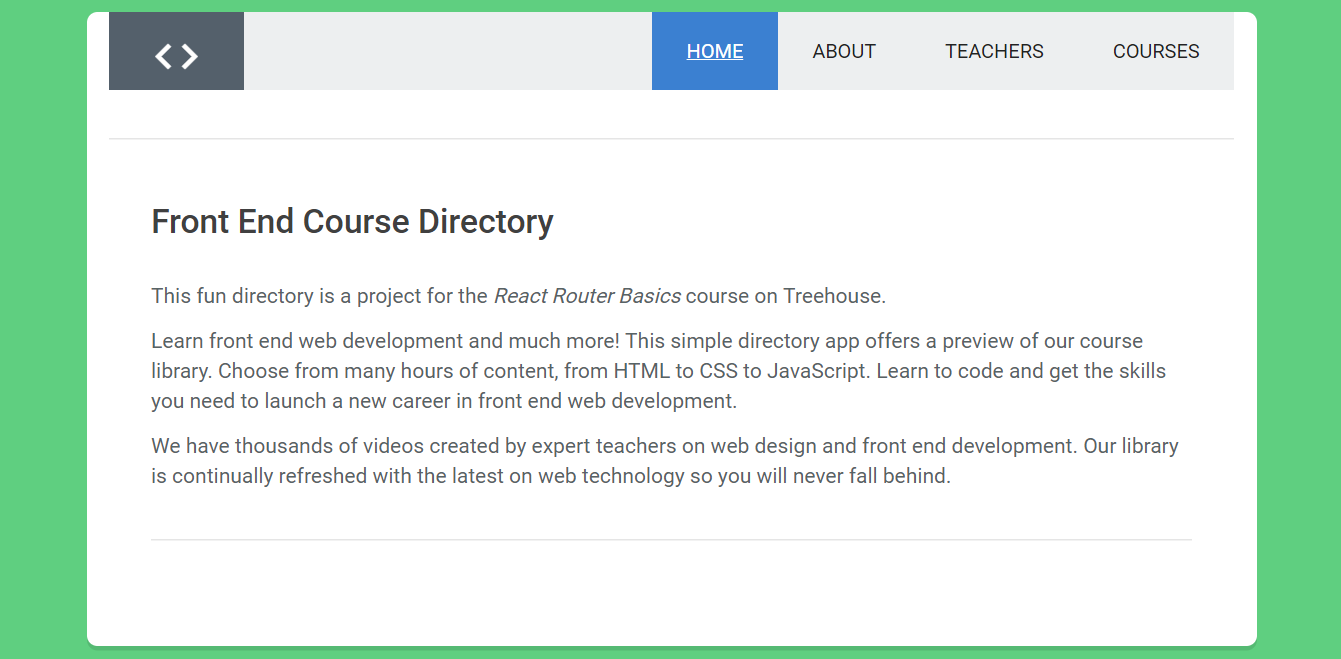 HOME ABOUT TEACHERS COURSES
Front End Course Directory
This fun directory is a project for the React Router Basics course on Treehouse.
Learn front end web development and much more! This simple directory app offers a preview of our course
library. Choose from many hours of content, from HTML to CSS to JavaScript. Learn to code and get the skills
you need to launch a new career in front end web development.
We have thousands of videos created by expert teachers on web design and front end development. Our library
is continually refreshed with the latest on web technology so you will never fall behind.